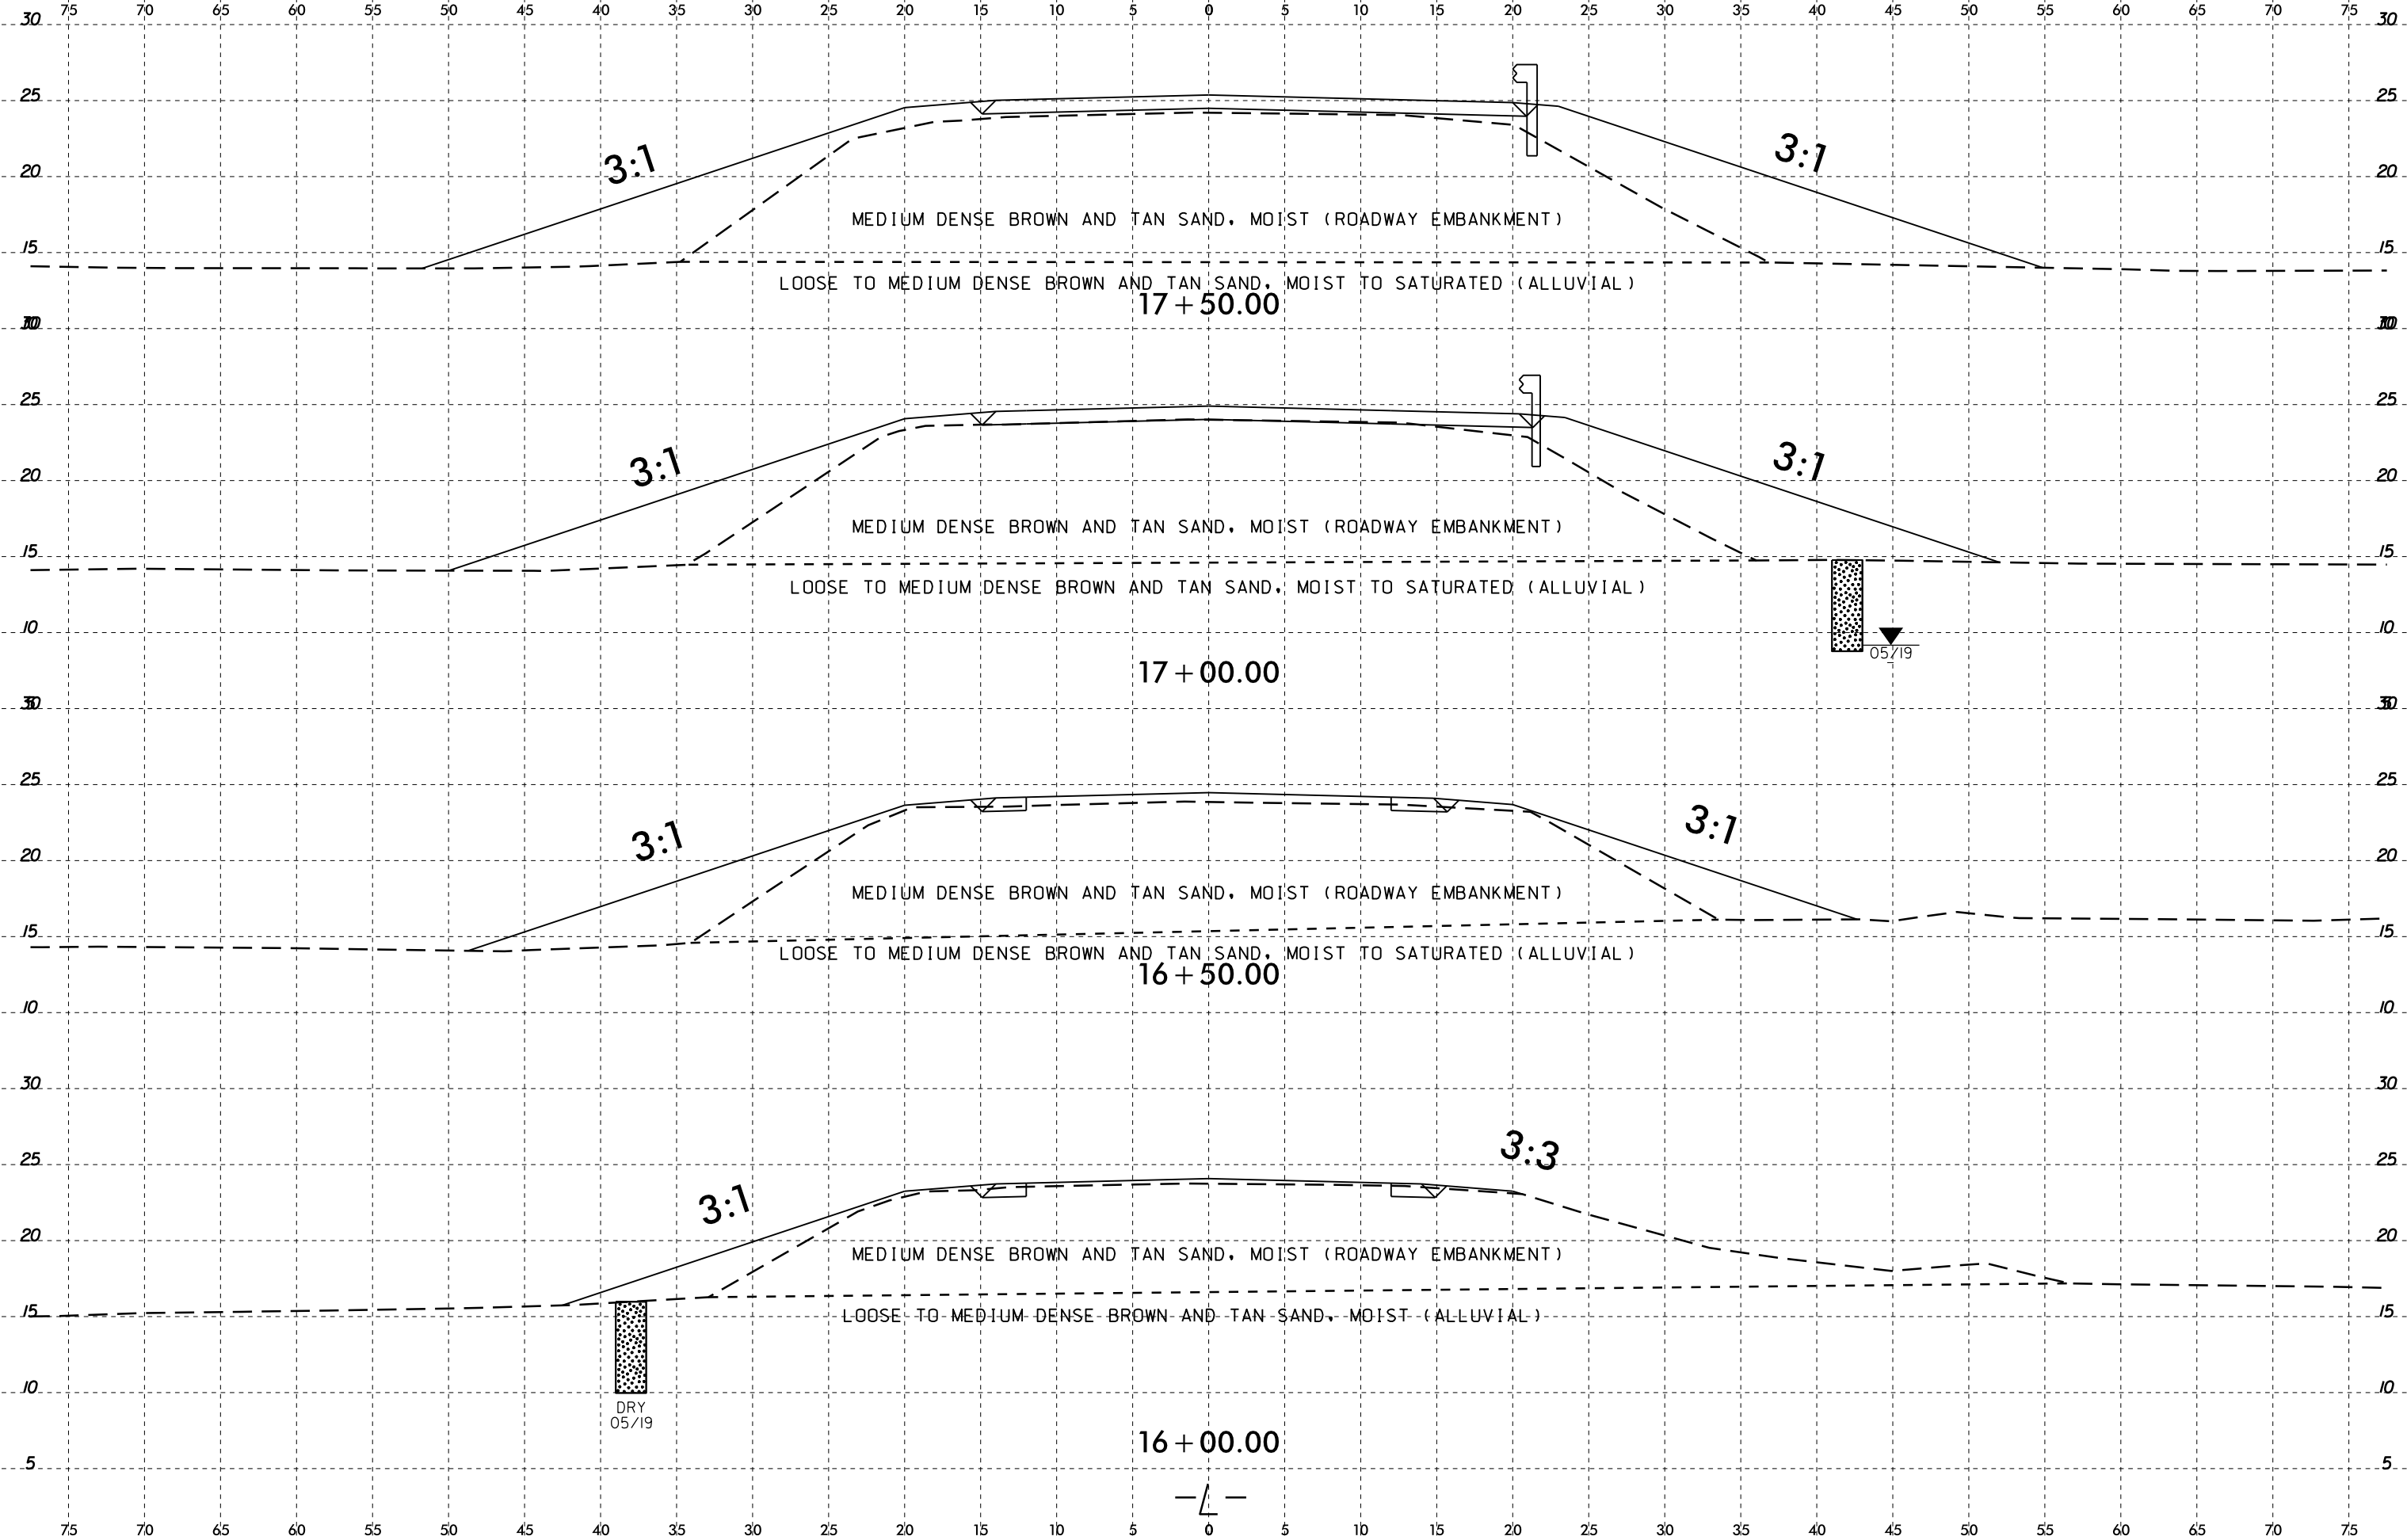 75 70 65 60 55 50 45 40 35 30 25 20 15 10 5 0 5 10 15 20 25 30 35 40 45 50 55 60 65 70 75
30 30
25 25
3:1 3:1
20 20
MEDIUM DENSE BROWN AND TAN SAND, MOIST (ROADWAY EMBANKMENT)
15 15
LOOSE TO MEDIUM DENSE BROWN AND TAN SAND, MOIST TO SATURATED (ALLUVIAL)
17+50.00
25 25
3:1 3:1
20 20
MEDIUM DENSE BROWN AND TAN SAND, MOIST (ROADWAY EMBANKMENT)
15 15
LOOSE TO MEDIUM DENSE BROWN AND TAN SAND, MOIST TO SATURATED (ALLUVIAL)
10 10
05/19
17+00.00
25 25
3:1 3:1
20 20
MEDIUM DENSE BROWN AND TAN SAND, MOIST (ROADWAY EMBANKMENT)
15 15
LOOSE TO MEDIUM DENSE BROWN AND TAN SAND, MOIST TO SATURATED (ALLUVIAL)
16+50.00
10 10
30 30
25 25
3:1 3:3
20 20
MEDIUM DENSE BROWN AND TAN SAND, MOIST (ROADWAY EMBANKMENT)
15 15
LOOSE TO MEDIUM DENSE BROWN AND TAN SAND, MOIST (ALLUVIAL)
10 10
DRY
05/19
16+00.00
5 5
-L-
75 70 65 60 55 50 45 40 35 30 25 20 15 10 5 0 5 10 15 20 25 30 35 40 45 50 55 60 65 70 75